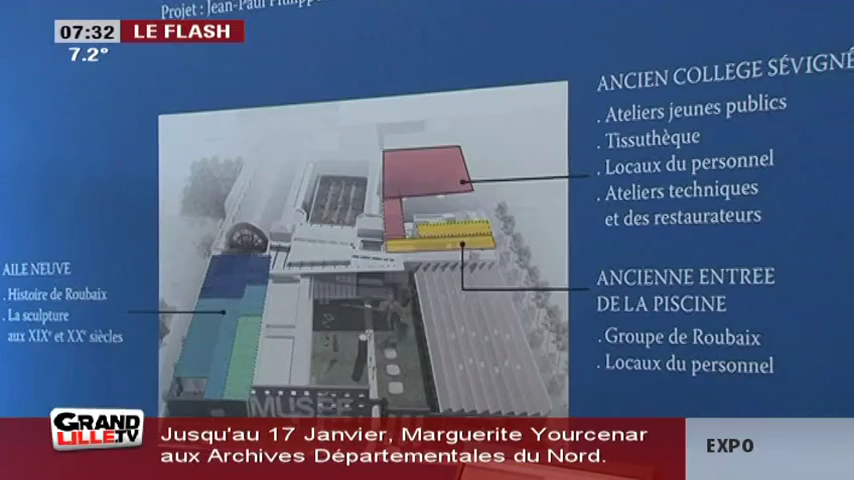 Projet : Jean-Paul Philippo
07:32 LE FLASH
7.2°
ANCIEN COLLEGE SÉVIGNÉ
. Ateliers jeunes publics
. Tissuthèque
. Locaux du personnel
. Ateliers techniques
et des restaurateurs
AILE NEUVE
. Histoire de Roubaix
. La sculpture
aux XIXe et XXe siècles
ANCIENNE ENTREE
DE LA PISCINE
. Groupe de Roubaix
. Locaux du personnel
MUSEE
GRAND
LILLE.TV
Jusqu'au 17 Janvier, Marguerite Yourcenar
aux Archives Départementales du Nord.
EXPO